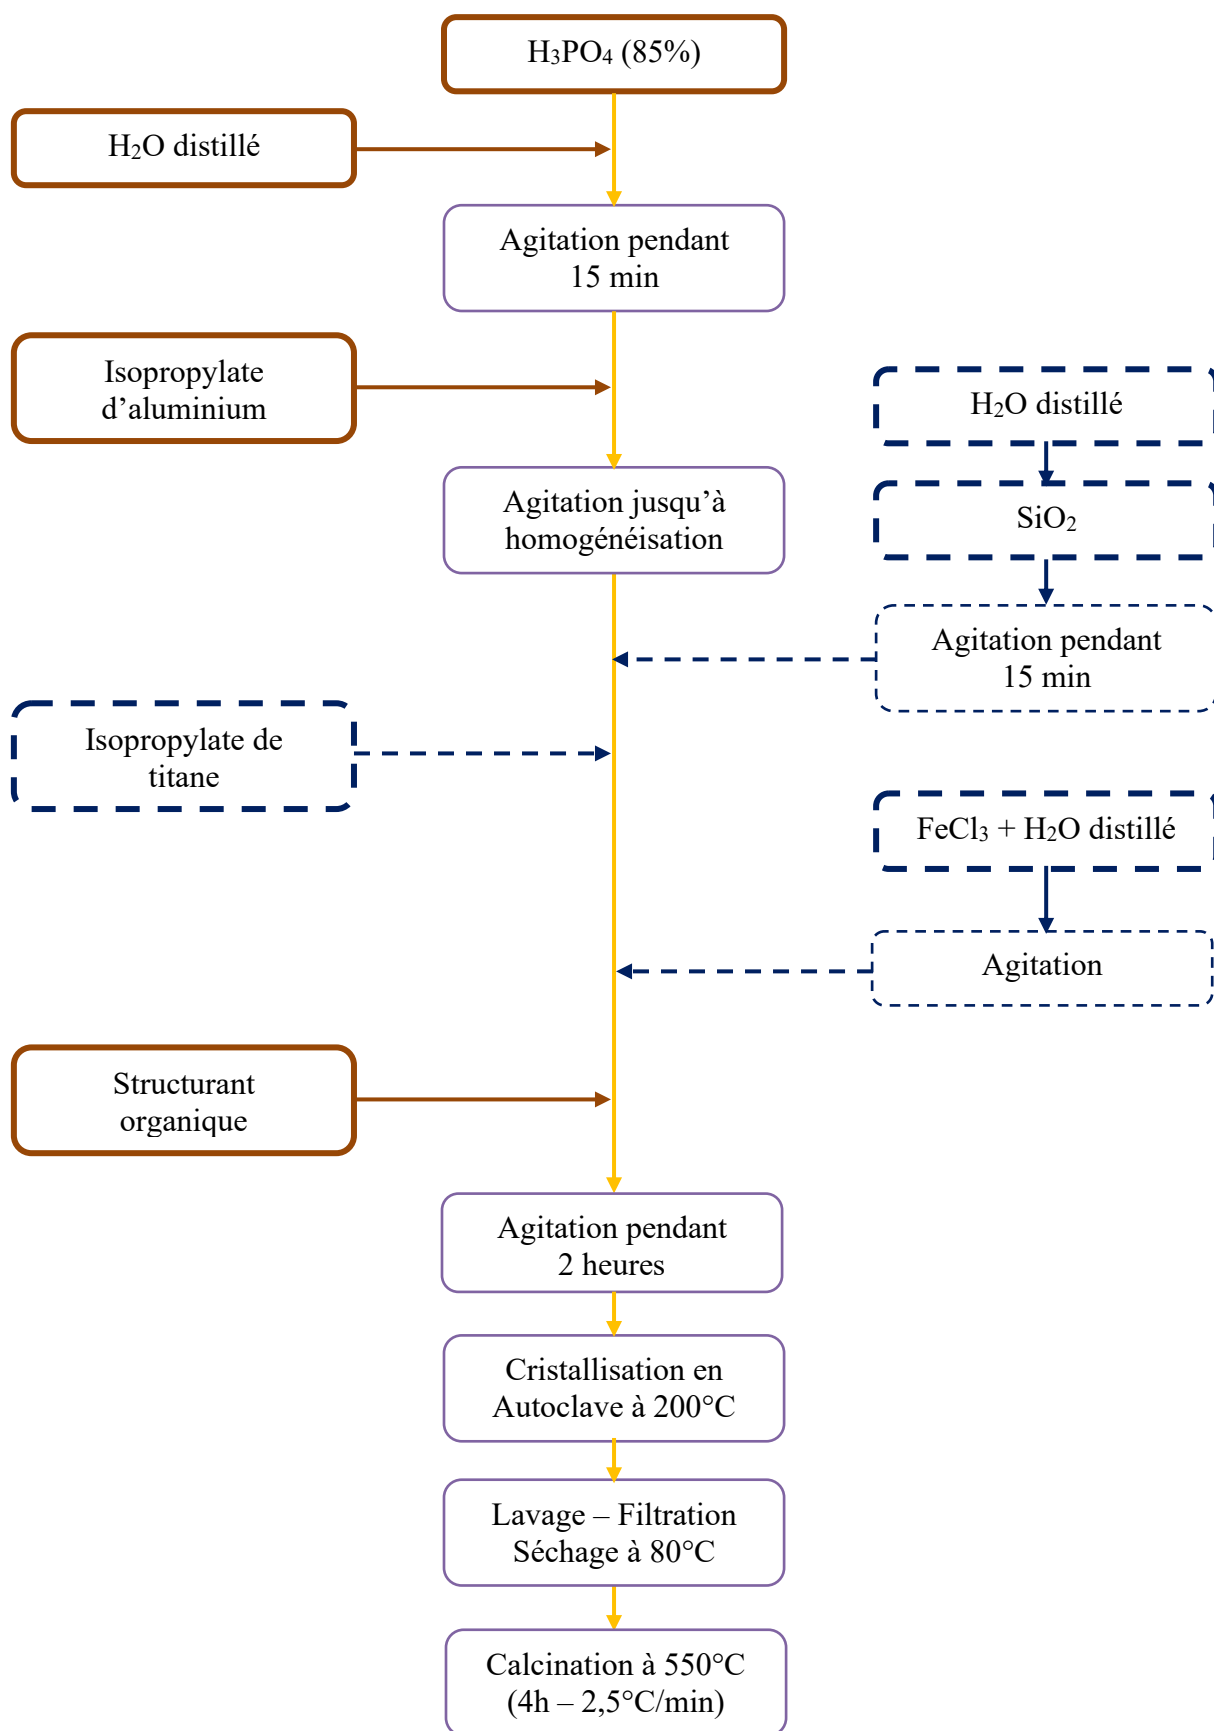 H₃PO₄ (85%)
H₂O distillé
Agitation pendant
15 min
Isopropylate
d’aluminium
H₂O distillé
Agitation jusqu’à
homogénéisation
SiO₂
Agitation pendant
15 min
Isopropylate de
titane
FeCl₃ + H₂O distillé
Agitation
Structurant
organique
Agitation pendant
2 heures
Cristallisation en
Autoclave à 200°C
Lavage – Filtration
Séchage à 80°C
Calcination à 550°C
(4h – 2,5°C/min)